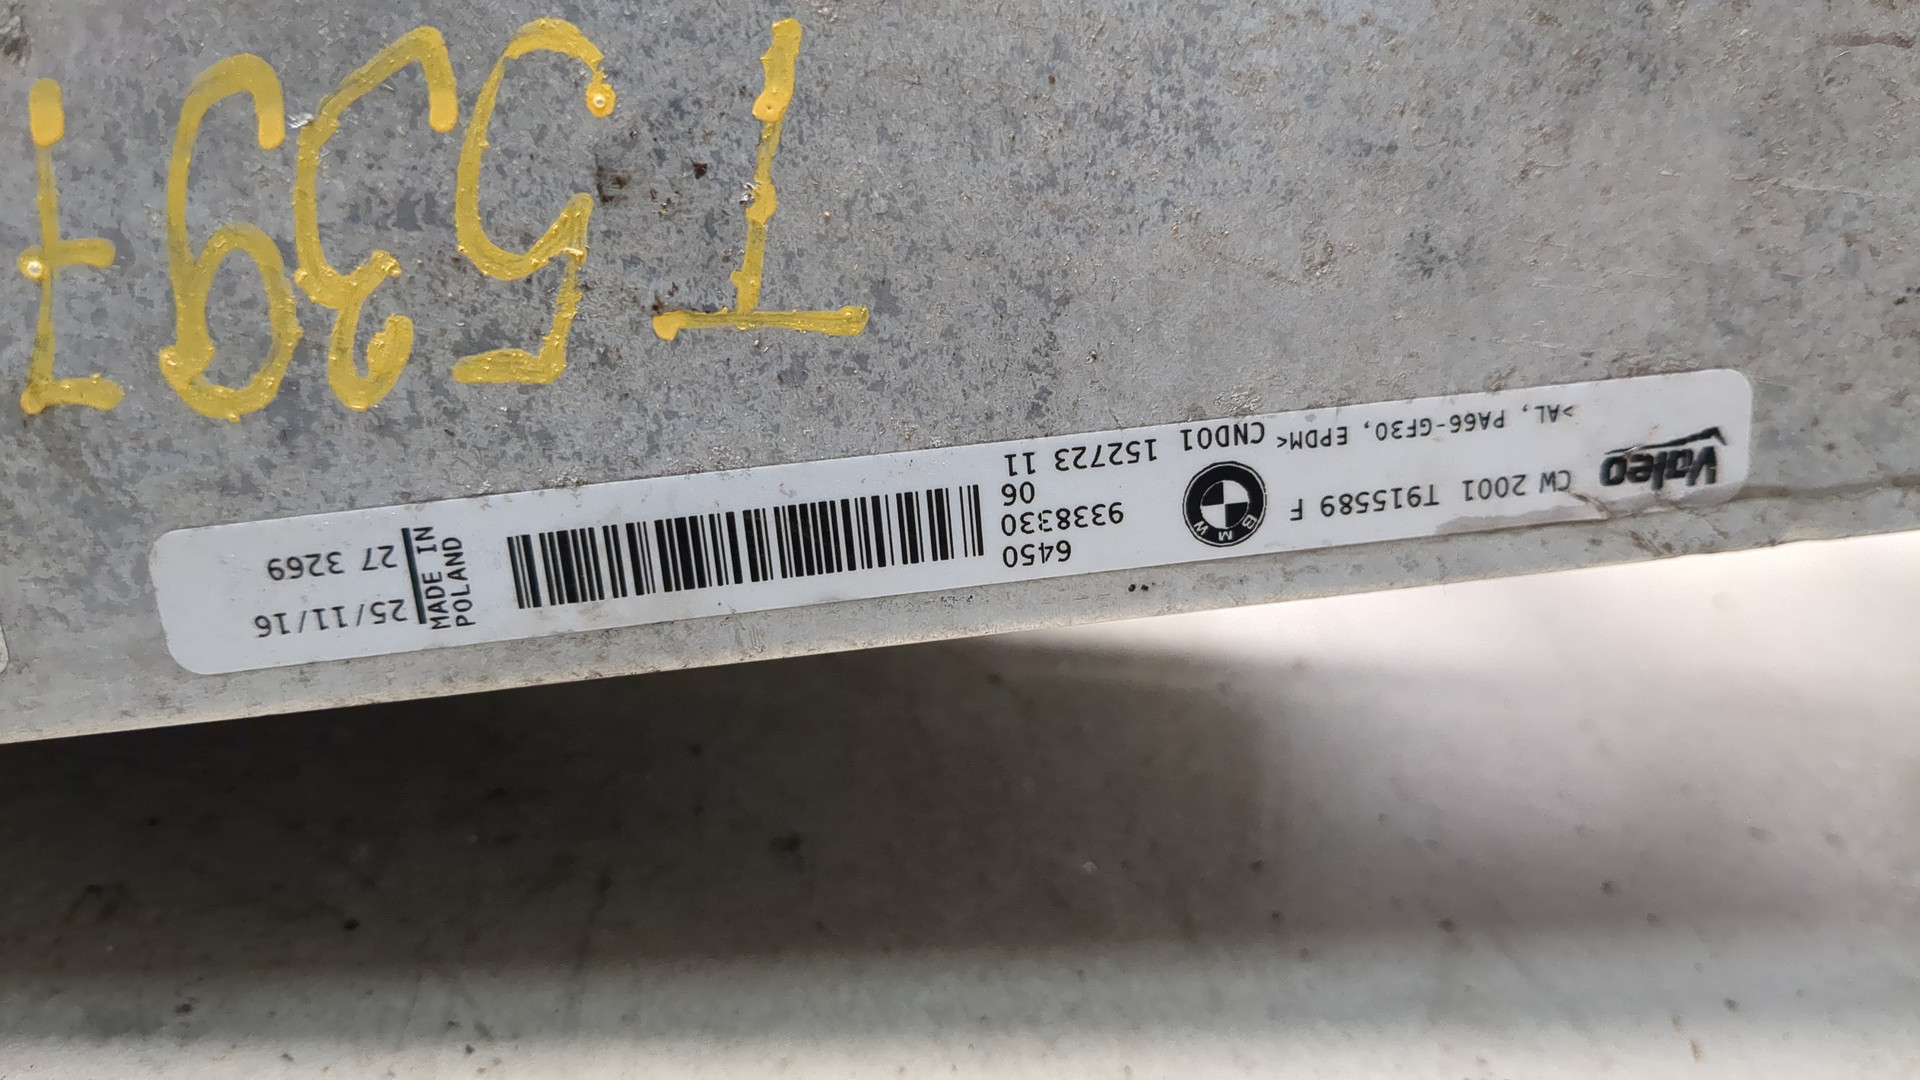 Valeo
CW 2001 T915589 F
>AL, PA66-GF30, EPDM< CND01 152723 11
BMW
6450
9338330
06
MADE IN
POLAND
25/11/16
27 3269
T5397